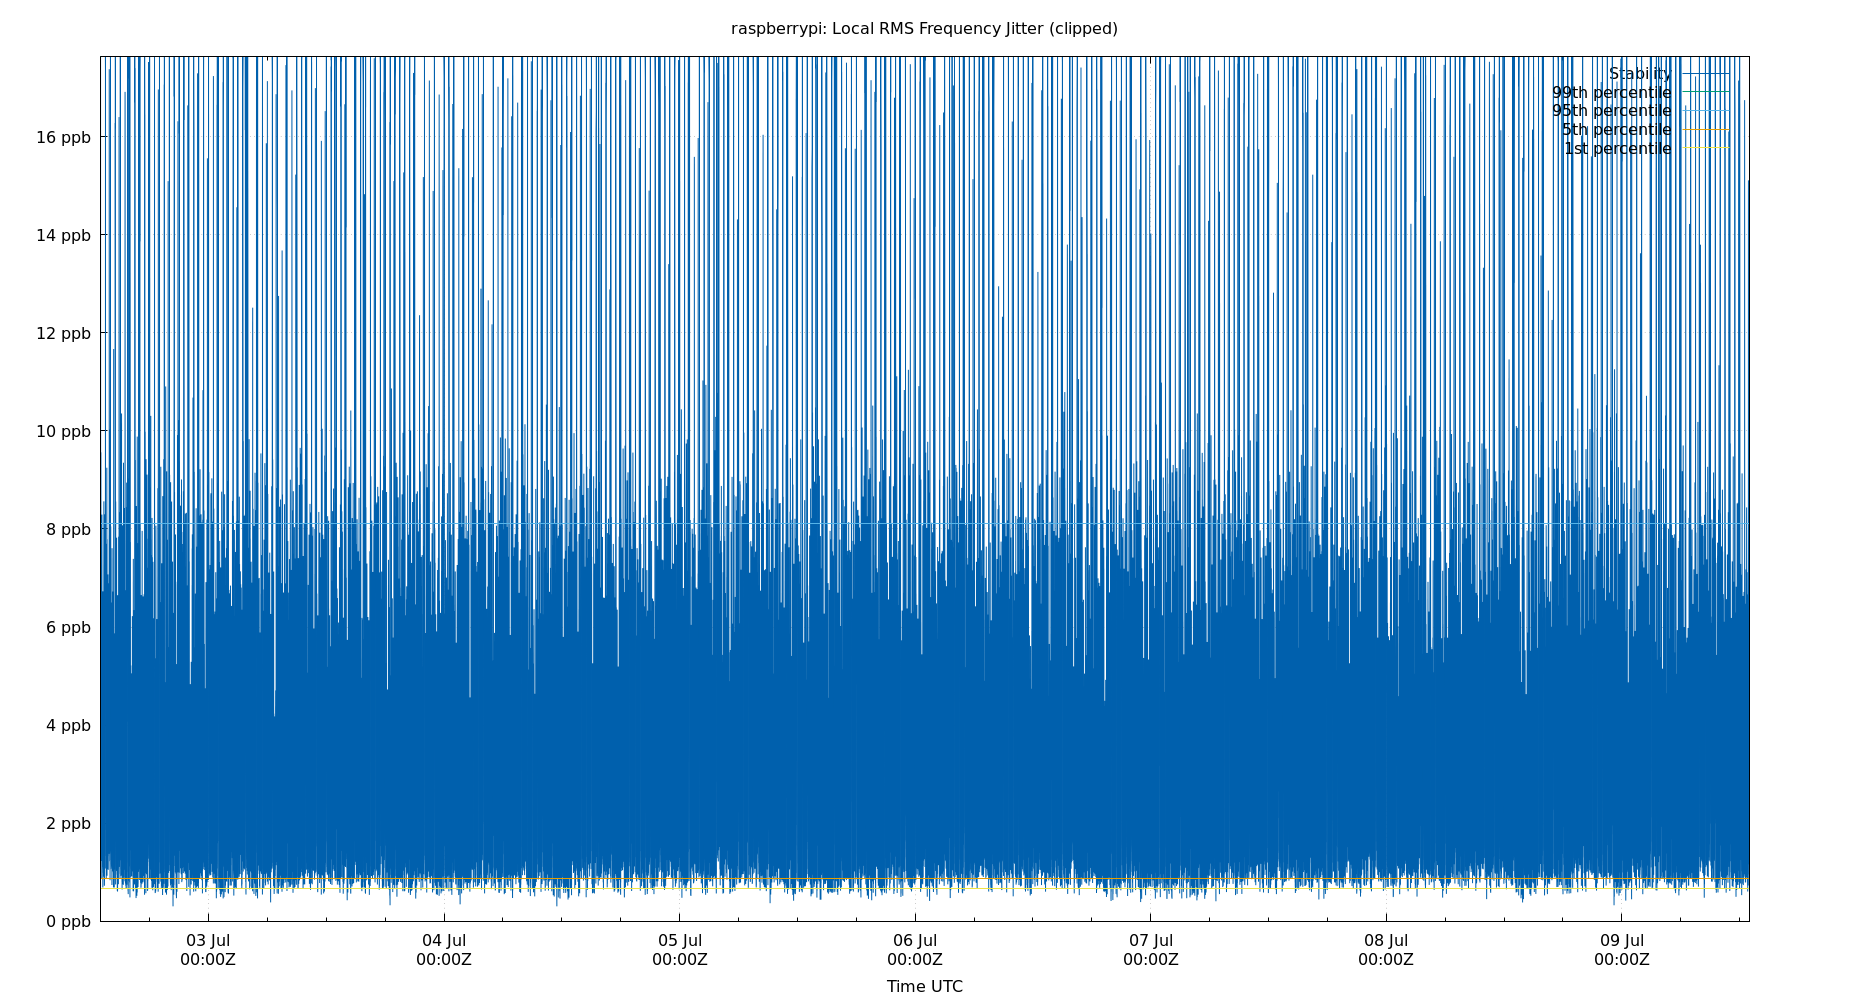 raspberrypi: Local RMS Frequency Jitter (clipped)
Stability
99th percentile
95th percentile
5th percentile
1st percentile
16 ppb
14 ppb
12 ppb
10 ppb
8 ppb
6 ppb
4 ppb
2 ppb
0 ppb
03 Jul 04 Jul 05 Jul 06 Jul 07 Jul 08 Jul 09 Jul
00:00Z 00:00Z 00:00Z 00:00Z 00:00Z 00:00Z 00:00Z
Time UTC